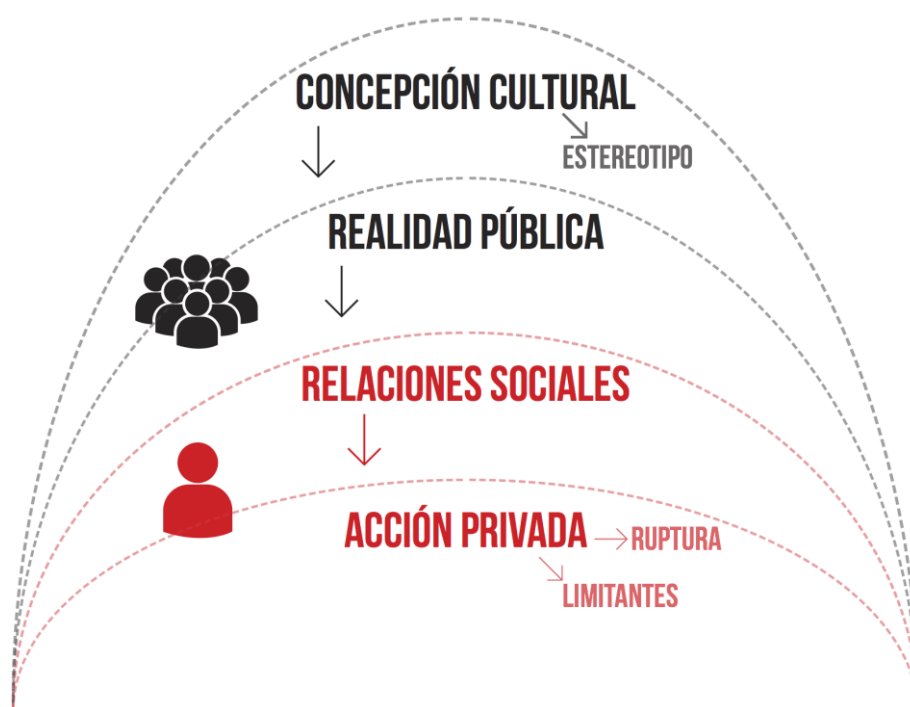 CONCEPCIÓN CULTURAL
ESTEREOTIPO
REALIDAD PÚBLICA
RELACIONES SOCIALES
ACCIÓN PRIVADA
RUPTURA
LIMITANTES